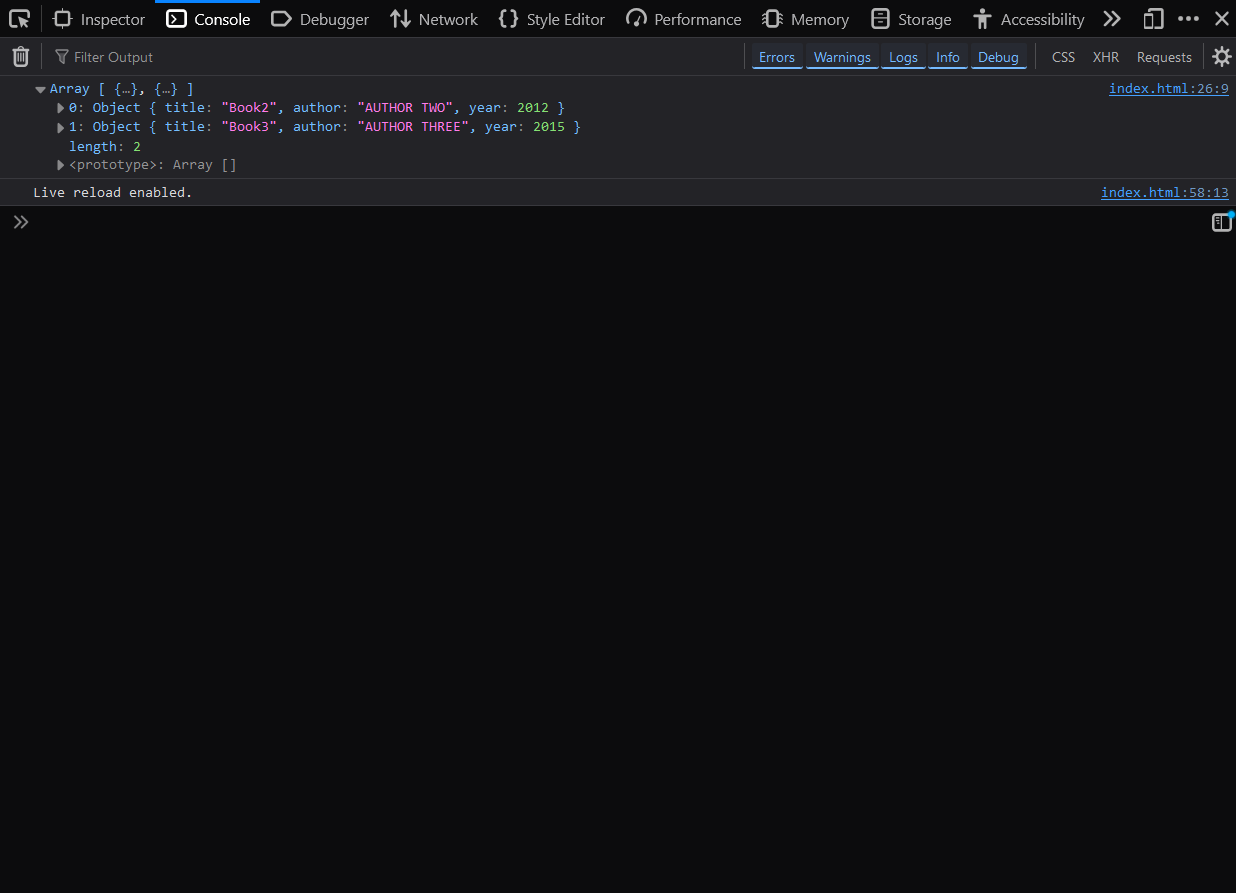 Inspector Console Debugger Network Style Editor Performance Memory Storage Accessibility
Filter Output Errors Warnings Logs Info Debug CSS XHR Requests
Array [ {…}, {…} ] index.html:26:9
0: Object { title: "Book2", author: "AUTHOR TWO", year: 2012 }
1: Object { title: "Book3", author: "AUTHOR THREE", year: 2015 }
length: 2
<prototype>: Array []
Live reload enabled. index.html:58:13